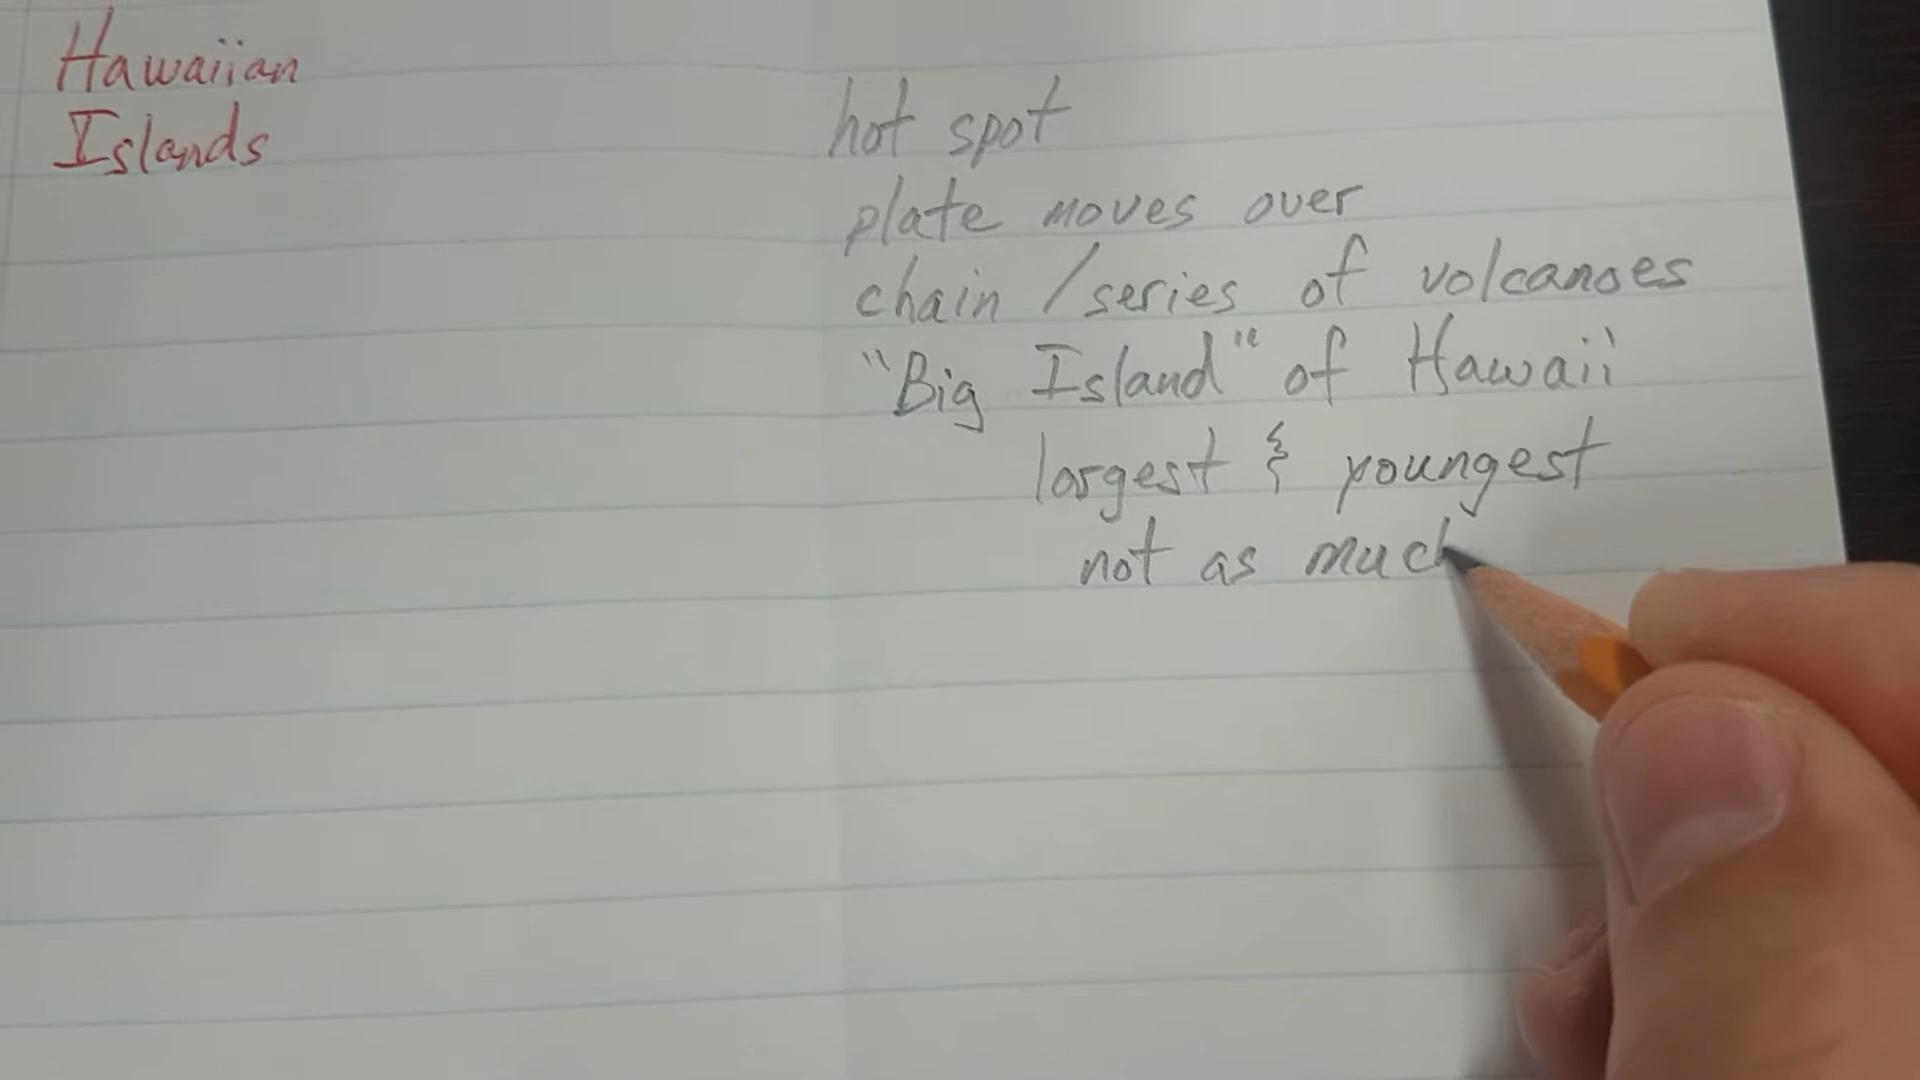 Hawaiian
Islands
hot spot
plate moves over
chain / series of volcanoes
"Big Island" of Hawaii
largest & youngest
not as much